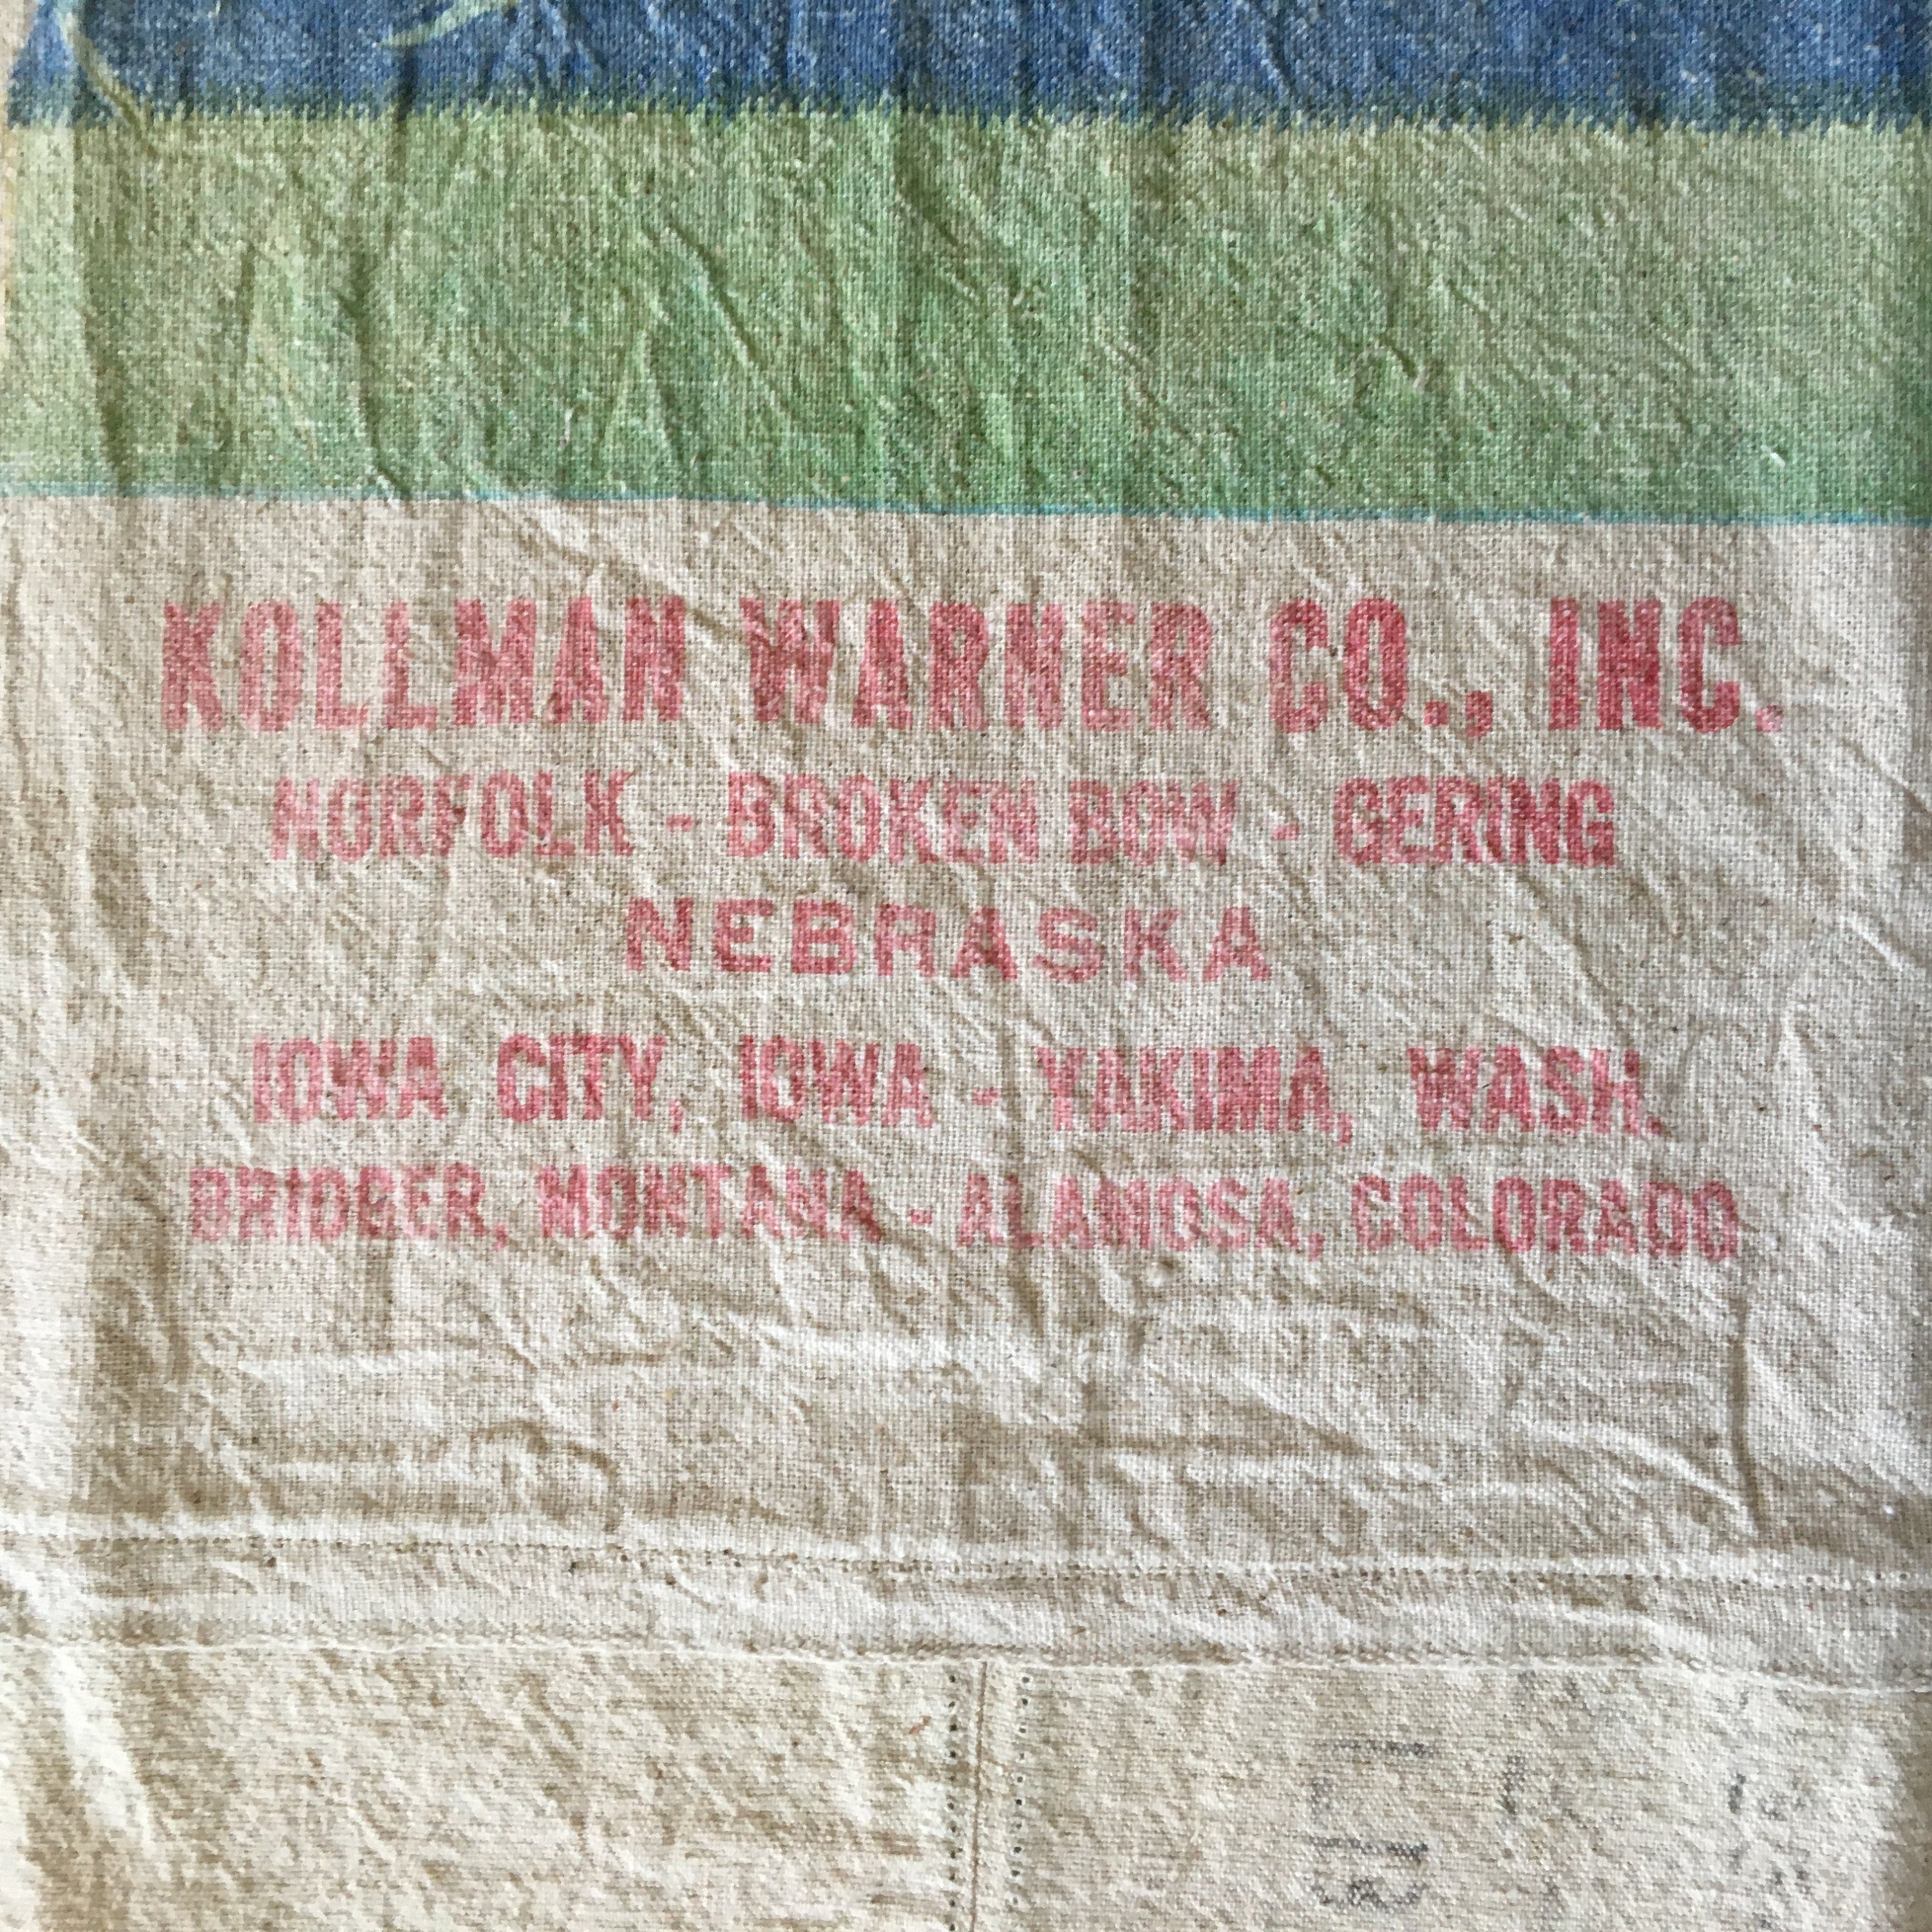 KOLLMAN WARNER CO., INC.
NORFOLK - BROKEN BOW - GERING
NEBRASKA
IOWA CITY, IOWA - YAKIMA, WASH.
BRIDGER, MONTANA - ALAMOSA, COLORADO